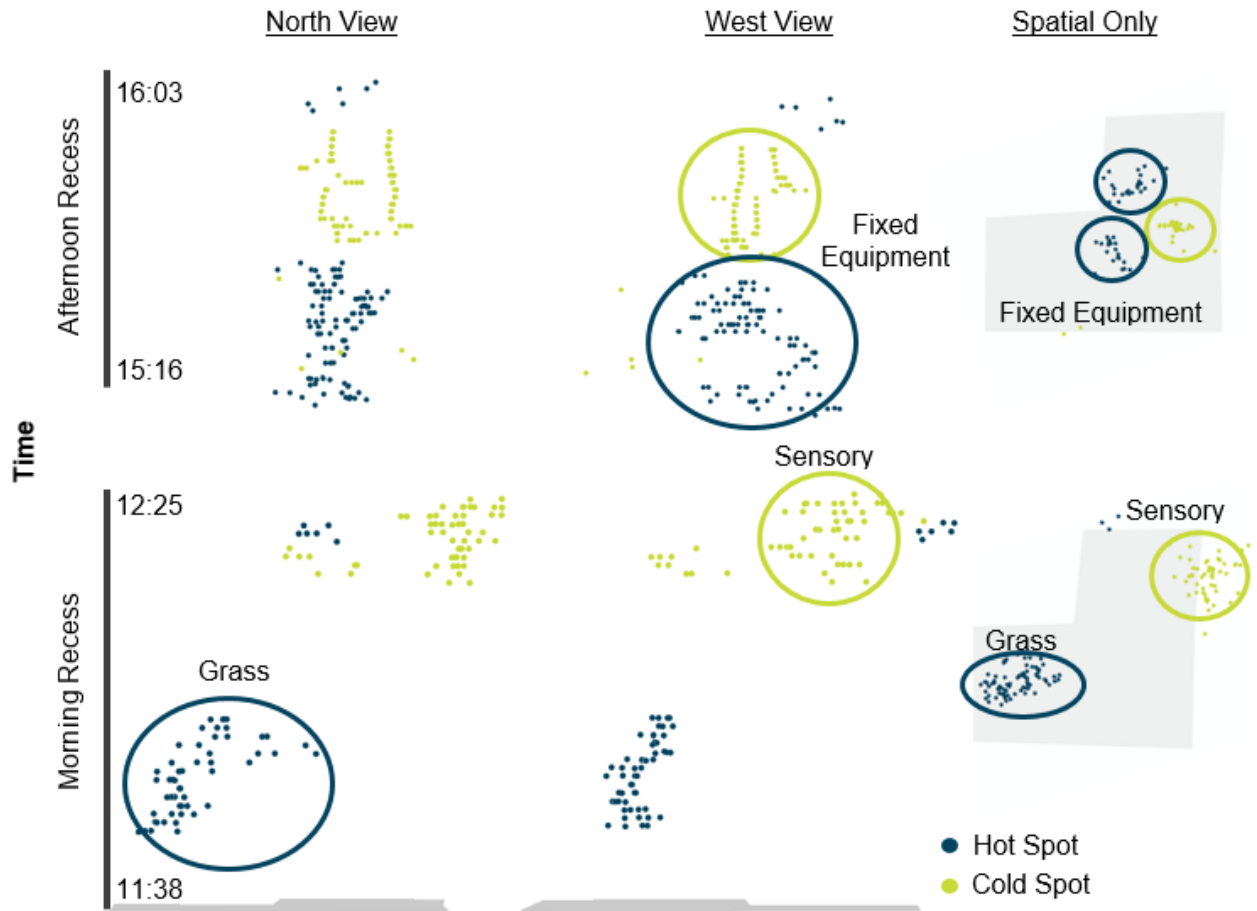 North View
West View
Spatial Only
Afternoon Recess
16:03
Fixed
Equipment
Fixed Equipment
15:16
Time
Sensory
12:25
Sensory
Morning Recess
Grass
Grass
11:38
Hot Spot
Cold Spot